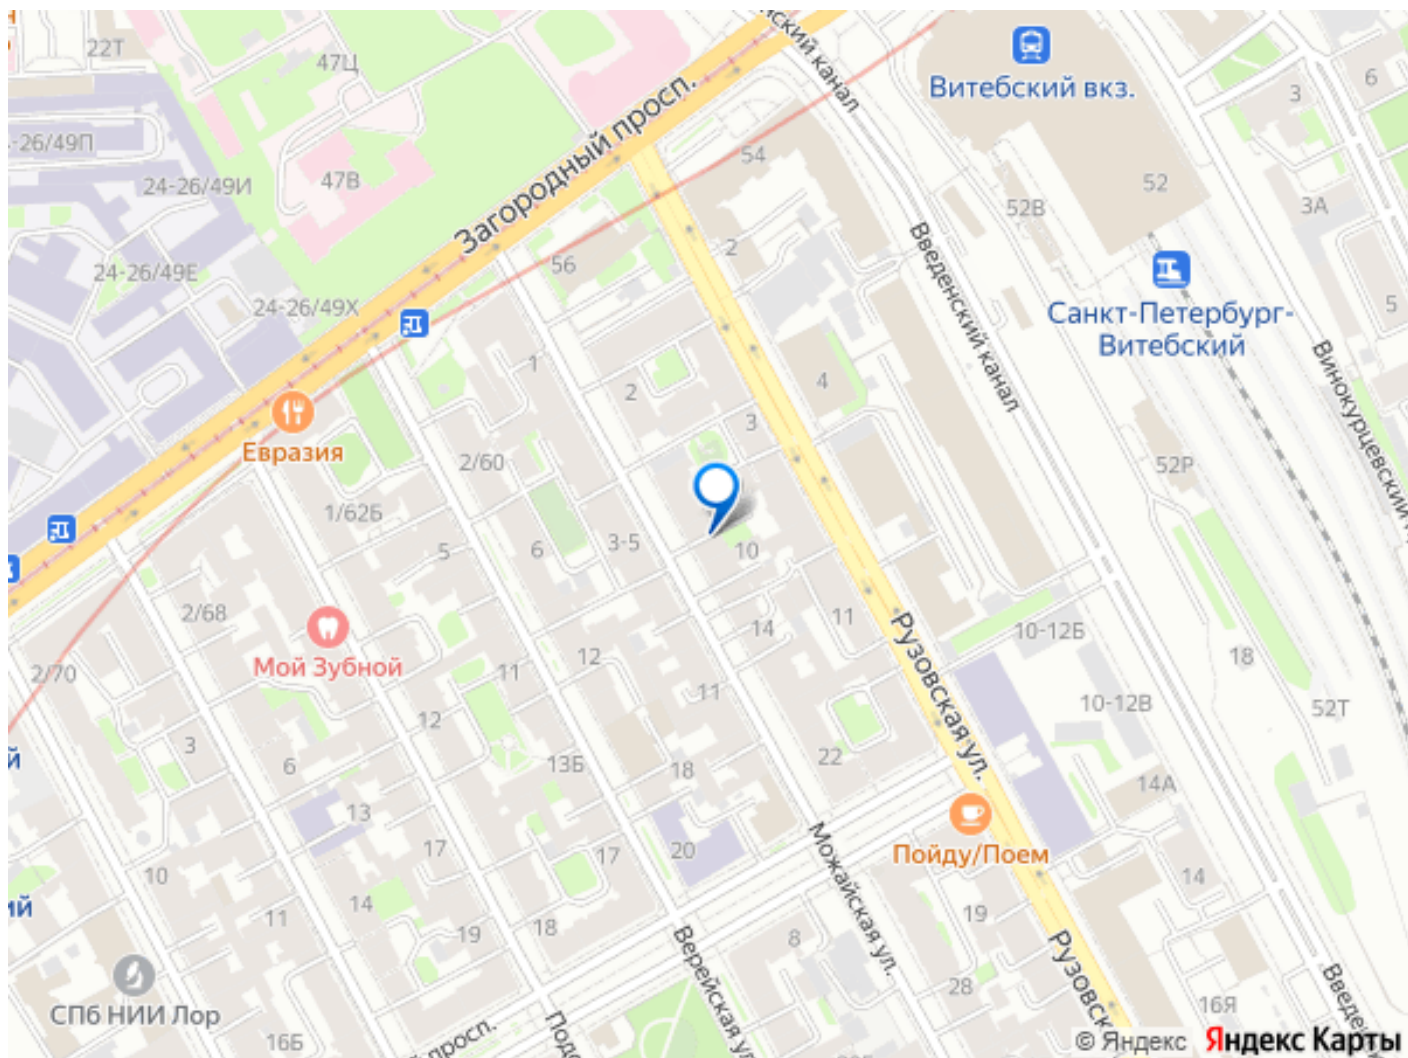 22Т
47Ц
Введенский канал
Витебский вкз.
6
3
-26/49П
24-26/49И
47В
Загородный просп.
54
52
52В
3А
24-26/49Е
24-26/49Х
56
2
Введенский канал
Санкт-Петербург-
Витебский
5
1
2
4
3
Винокурцевский
Евразия
2/60
52Р
1/62Б
5
6
3-5
10
2/68
Мой Зубной
14
11
Рузовская ул.
10-12Б
18
2/70
12
11
11
10-12В
52Т
12
3
й
6
13Б
18
22
14А
13
17
20
17
Можайская ул.
Пойду/Поем
10
14
14
ий
11
19
18
Верейская ул
8
19
Рузовск
СПб НИИ Лор
28
16Я
Введе
16Б
й просп.
Подо
© Яндекс Яндекс Карты